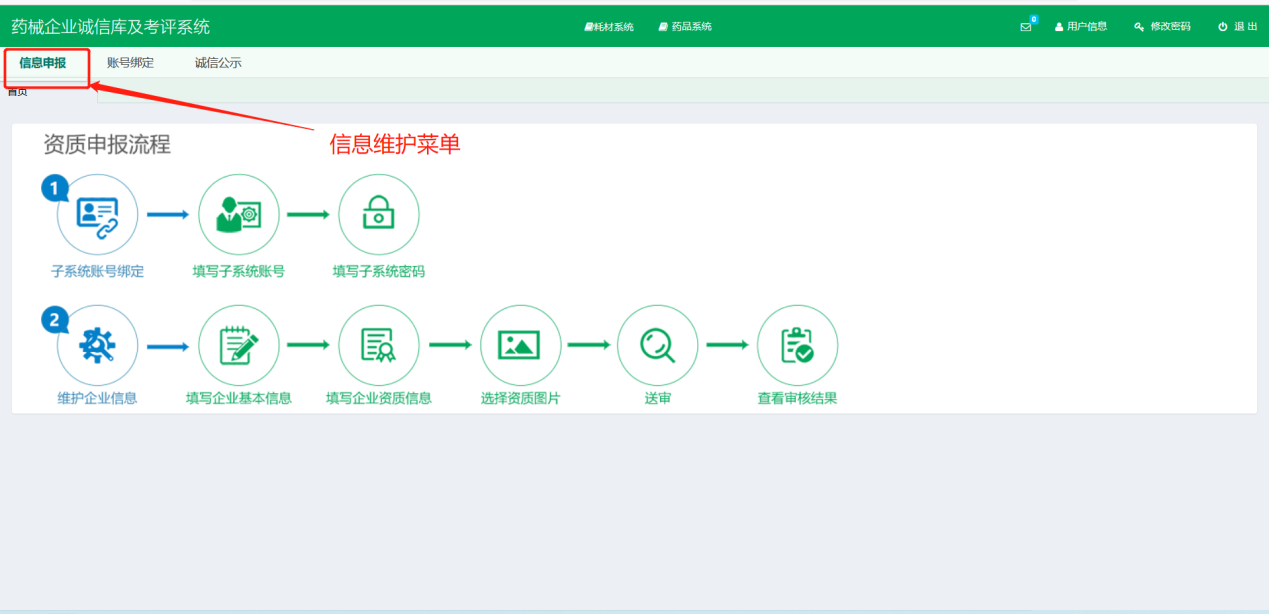 药械企业诚信库及考评系统
耗材系统 药品系统 0 用户信息 修改密码 退出
信息申报 账号绑定 诚信公示
首页
信息维护菜单
资质申报流程
1
子系统账号绑定 填写子系统账号 填写子系统密码
2
维护企业信息 填写企业基本信息 填写企业资质信息 选择资质图片 送审 查看审核结果